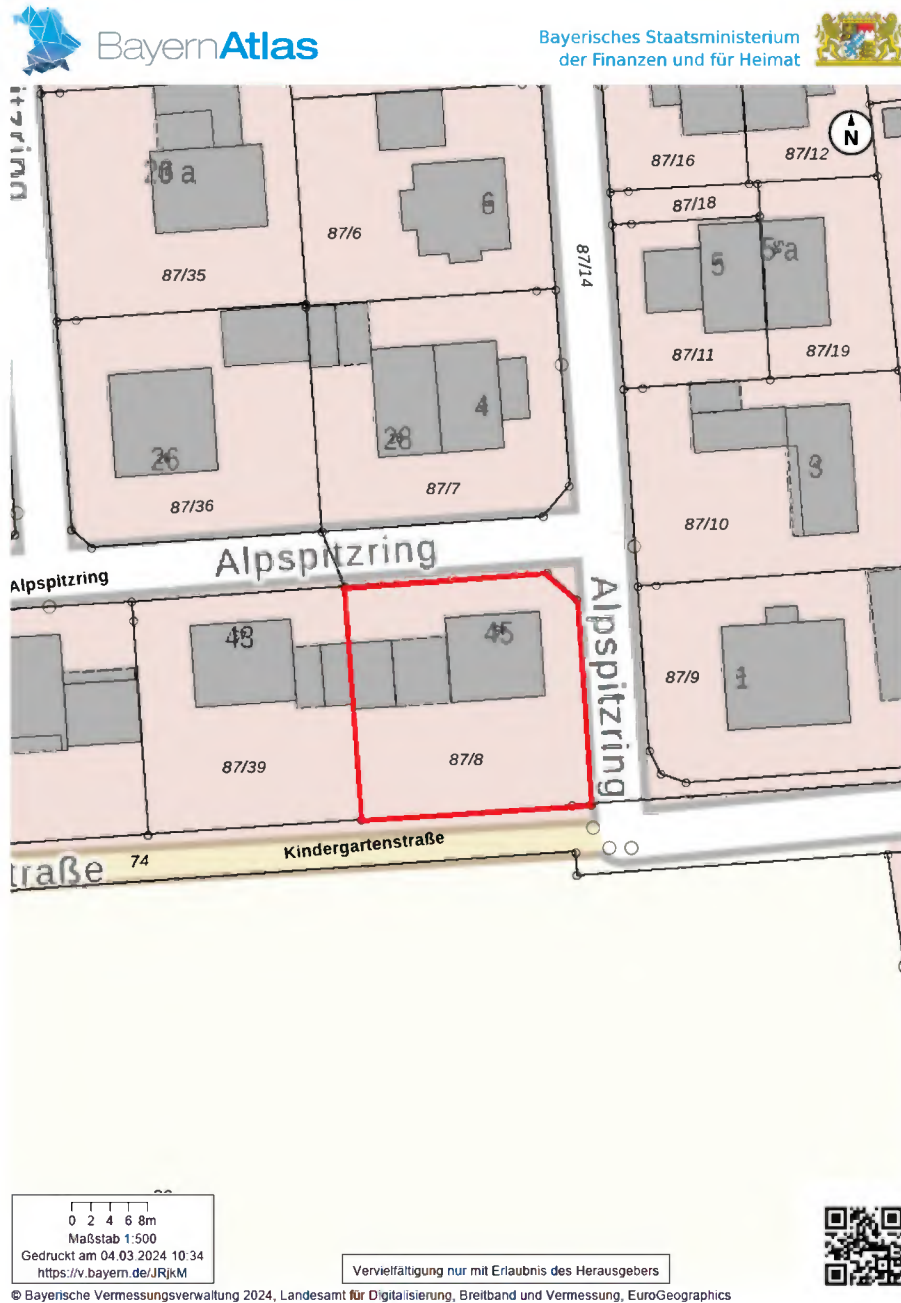 BayernAtlas
Bayerisches Staatsministerium
der Finanzen und für Heimat
itzring
N
87/16
87/12
87/18
87/6
6
87/35
87/14
5
5 a
87/11
87/19
26
28
4
3
87/36
87/7
87/10
Alpspitzring
Alpspitzring
Alpspitzring
43
45
87/9
1
87/39
87/8
Kindergartenstraße
74
traße
0 2 4 6 8m
Maßstab 1:500
Gedruckt am 04.03.2024 10:34
https://v.bayern.de/JRjkM
Vervielfältigung nur mit Erlaubnis des Herausgebers
© Bayerische Vermessungsverwaltung 2024, Landesamt für Digitalisierung, Breitband und Vermessung, EuroGeographics